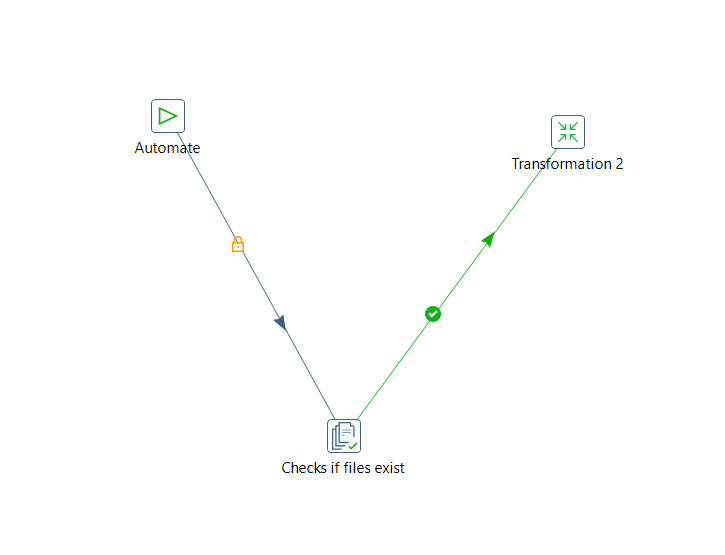 Automate
Transformation 2
Checks if files exist